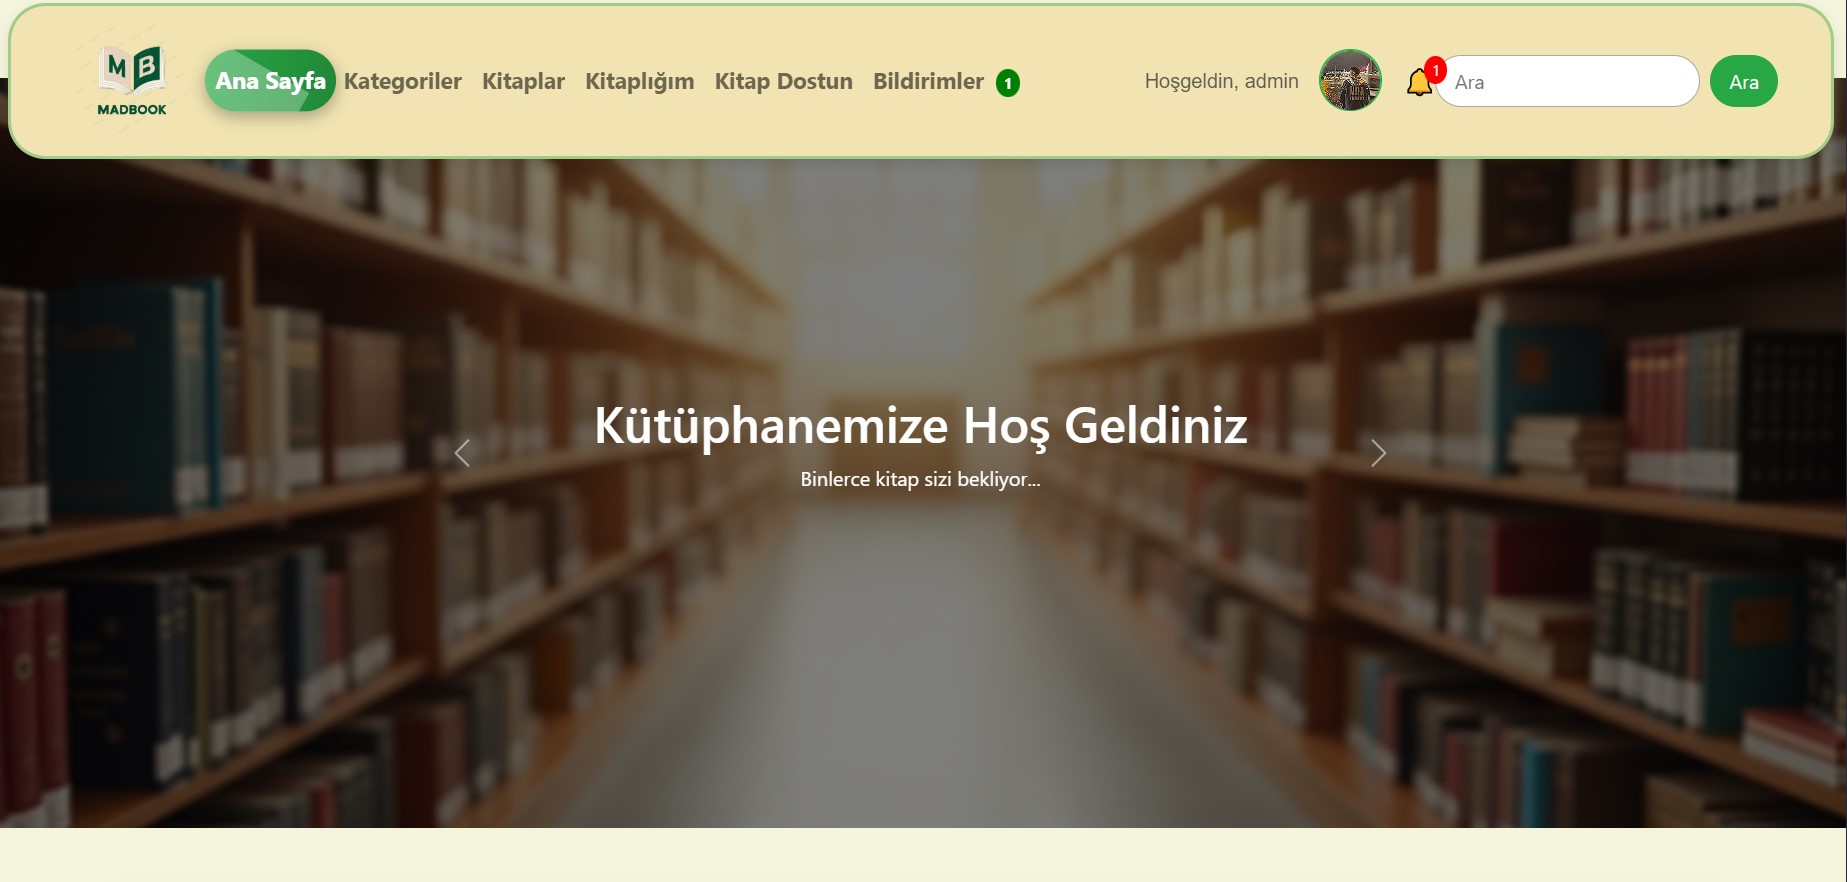 M B
MADBOOK
Ana Sayfa Kategoriler Kitaplar Kitaplığım Kitap Dostun Bildirimler 1
Hoşgeldin, admin
1
Ara
Ara
Kütüphanemize Hoş Geldiniz
Binlerce kitap sizi bekliyor...